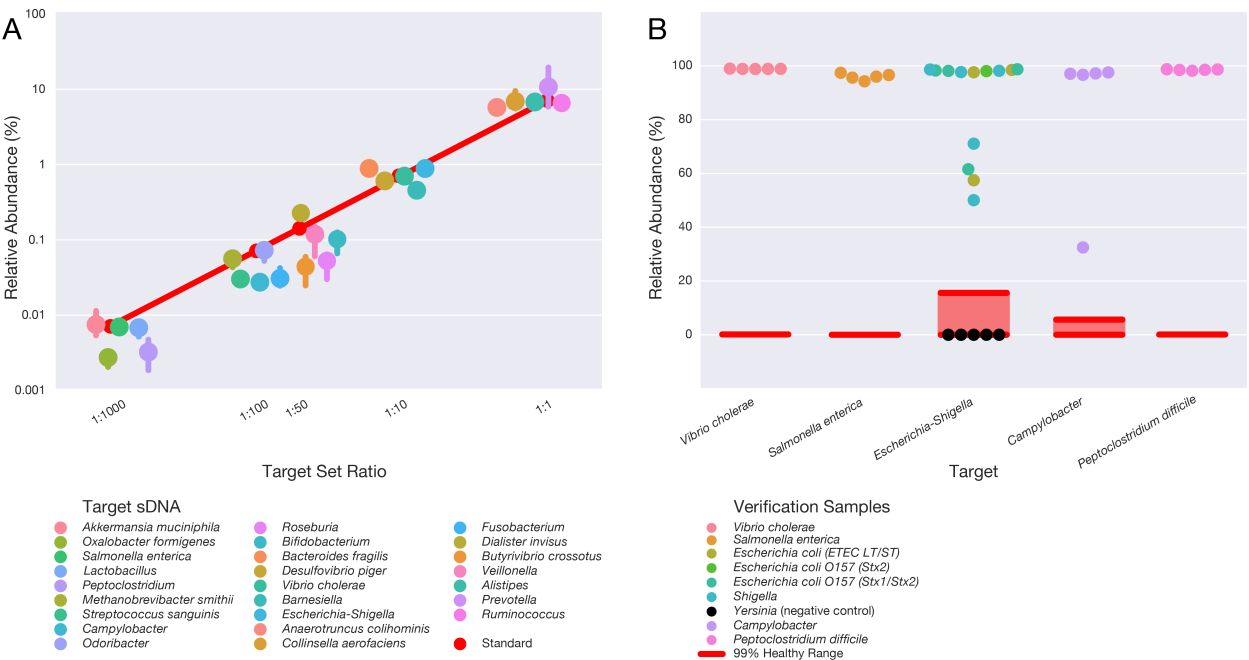 A
100
10
1
0.1
0.01
0.001
Relative Abundance (%)
1:1000
1:100
1:50
1:10
1:1
Target Set Ratio
Target sDNA
Akkermansia muciniphila
Oxalobacter formigenes
Salmonella enterica
Lactobacillus
Peptoclostridium
Methanobrevibacter smithii
Streptococcus sanguinis
Campylobacter
Odoribacter
Roseburia
Bifidobacterium
Bacteroides fragilis
Desulfovibrio piger
Vibrio cholerae
Barnesiella
Escherichia-Shigella
Anaerotruncus colihominis
Collinsella aerofaciens
Fusobacterium
Dialister invisus
Butyrivibrio crossotus
Veillonella
Alistipes
Prevotella
Ruminococcus
Standard
B
100
80
60
40
20
0
Relative Abundance (%)
Vibrio cholerae
Salmonella enterica
Escherichia-Shigella
Campylobacter
Peptoclostridium difficile
Target
Verification Samples
Vibrio cholerae
Salmonella enterica
Escherichia coli (ETEC LT/ST)
Escherichia coli O157 (Stx2)
Escherichia coli O157 (Stx1/Stx2)
Shigella
Yersinia (negative control)
Campylobacter
Peptoclostridium difficile
99% Healthy Range